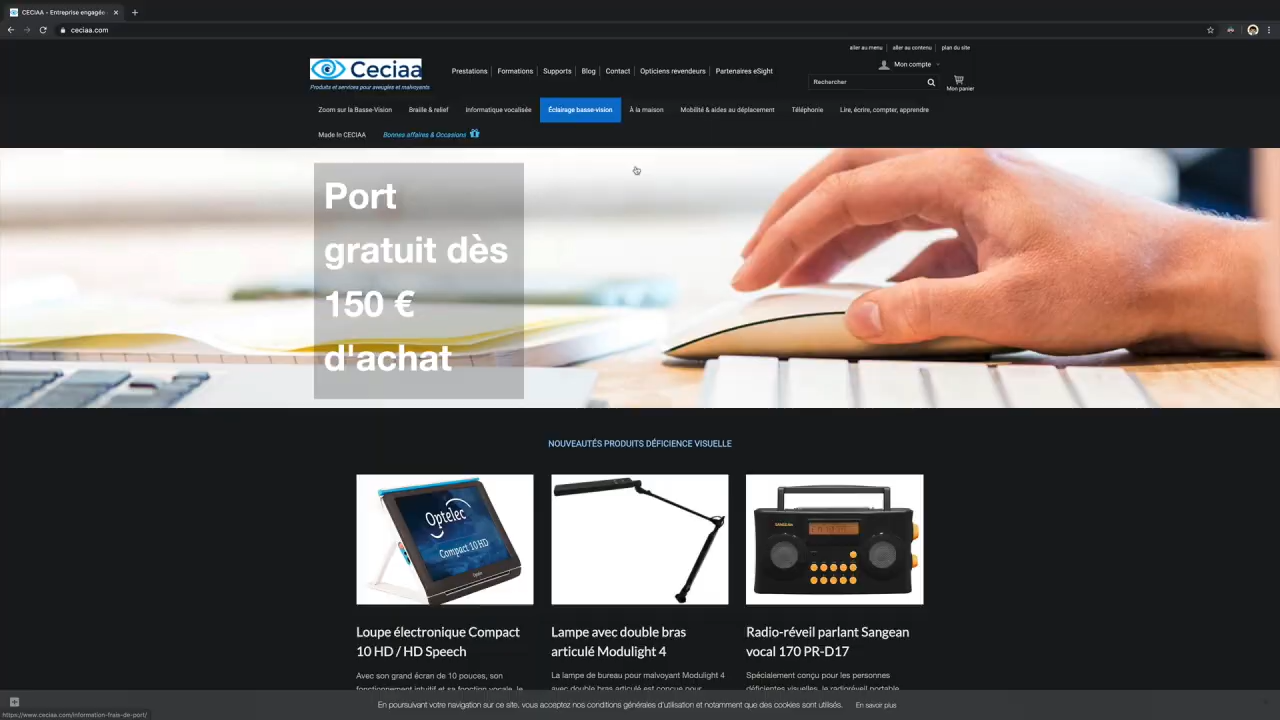 CECIAA - Entreprise engagée
ceciaa.com
aller au menu | aller au contenu | plan du site
Ceciaa
Produits et services pour aveugles et malvoyants
Prestations | Formations | Supports | Blog | Contact | Opticiens revendeurs | Partenaires eSight
Mon compte
Rechercher
Mon panier
Zoom sur la Basse-Vision Braille & relief Informatique vocalisée Éclairage basse-vision À la maison Mobilité & aides au déplacement Téléphonie Lire, écrire, compter, apprendre
Made In CECIAA Bonnes affaires & Occasions
Port
gratuit dès
150 €
d'achat
NOUVEAUTÉS PRODUITS DÉFICIENCE VISUELLE
Optelec
Compact 10 HD
SANGEAN
Loupe électronique Compact
10 HD / HD Speech
Avec son grand écran de 10 pouces, son
fonctionnement intuitif et sa fonction vocale, le
Lampe avec double bras
articulé Modulight 4
La lampe de bureau pour malvoyant Modulight 4
avec double bras articulé est conçue pour
Radio-réveil parlant Sangean
vocal 170 PR-D17
Spécialement conçu pour les personnes
déficientes visuelles, le radioréveil portable
En poursuivant votre navigation sur ce site, vous acceptez nos conditions générales d'utilisation et notamment que des cookies sont utilisés. En savoir plus
https://www.ceciaa.com/information-frais-de-port/